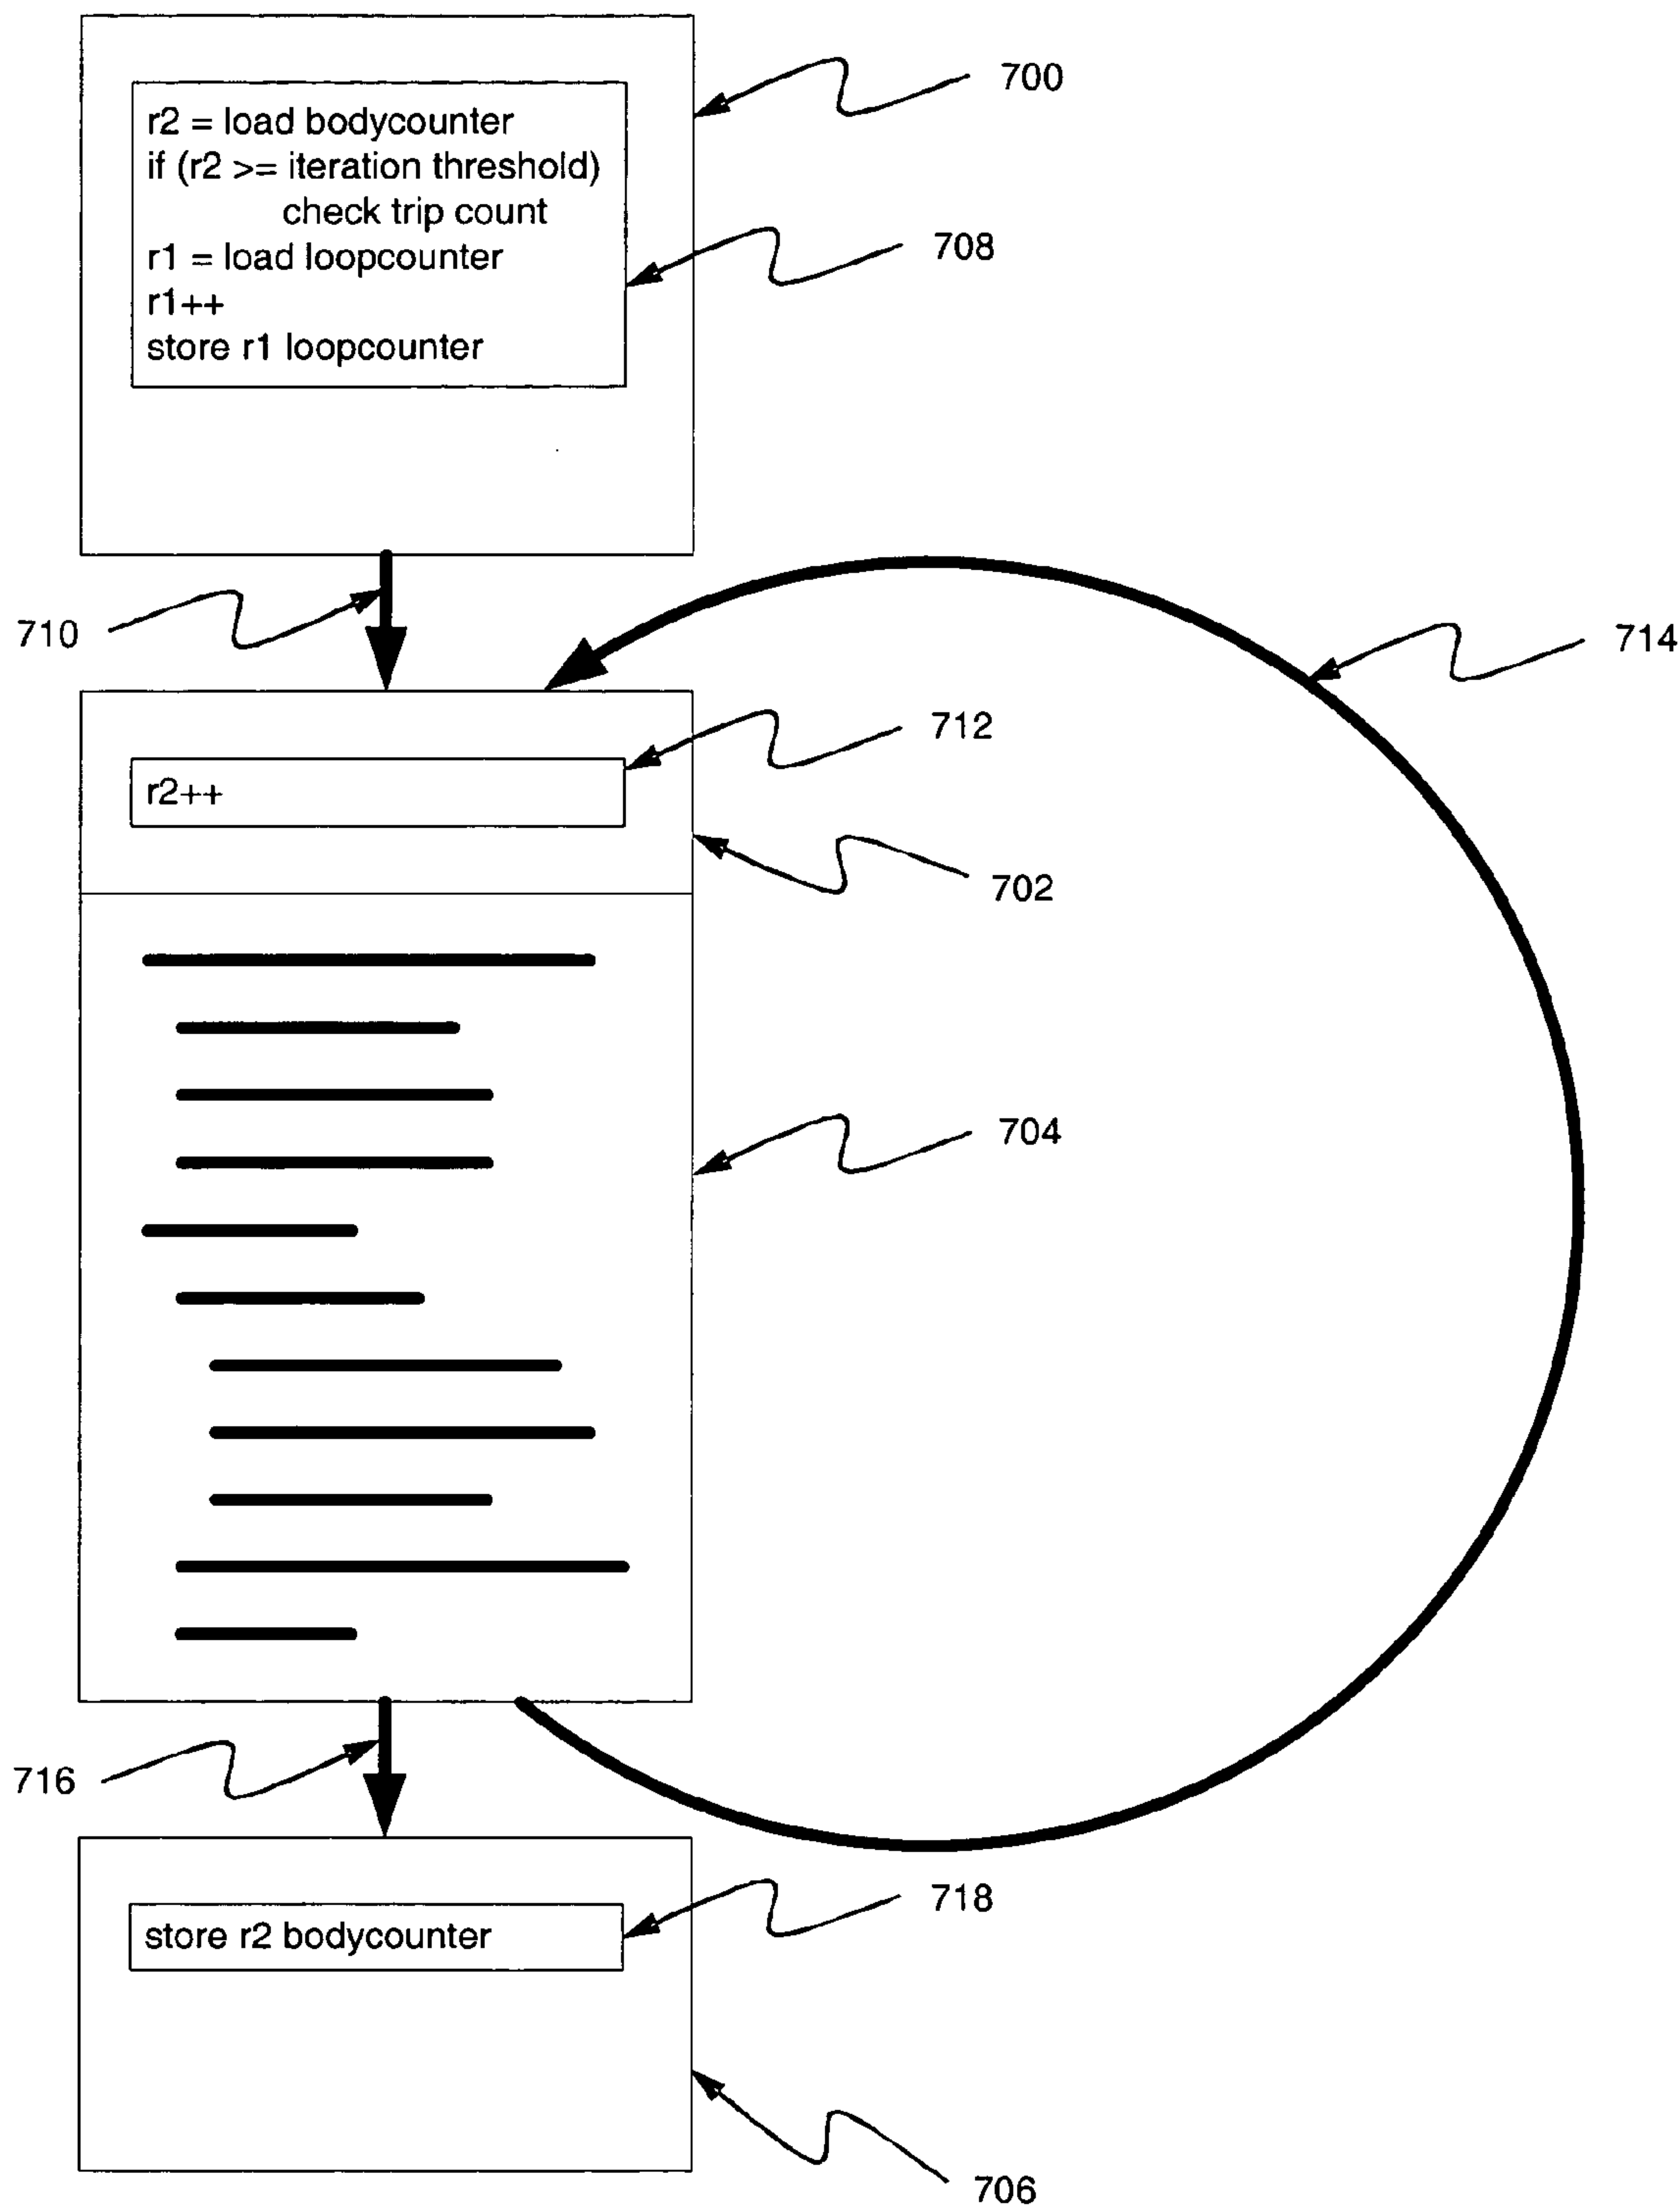 700
r2 = load bodycounter
if (r2 >= iteration threshold)
check trip count
r1 = load loopcounter
r1++
store r1 loopcounter
708
710
714
712
r2++
702
704
716
718
store r2 bodycounter
706